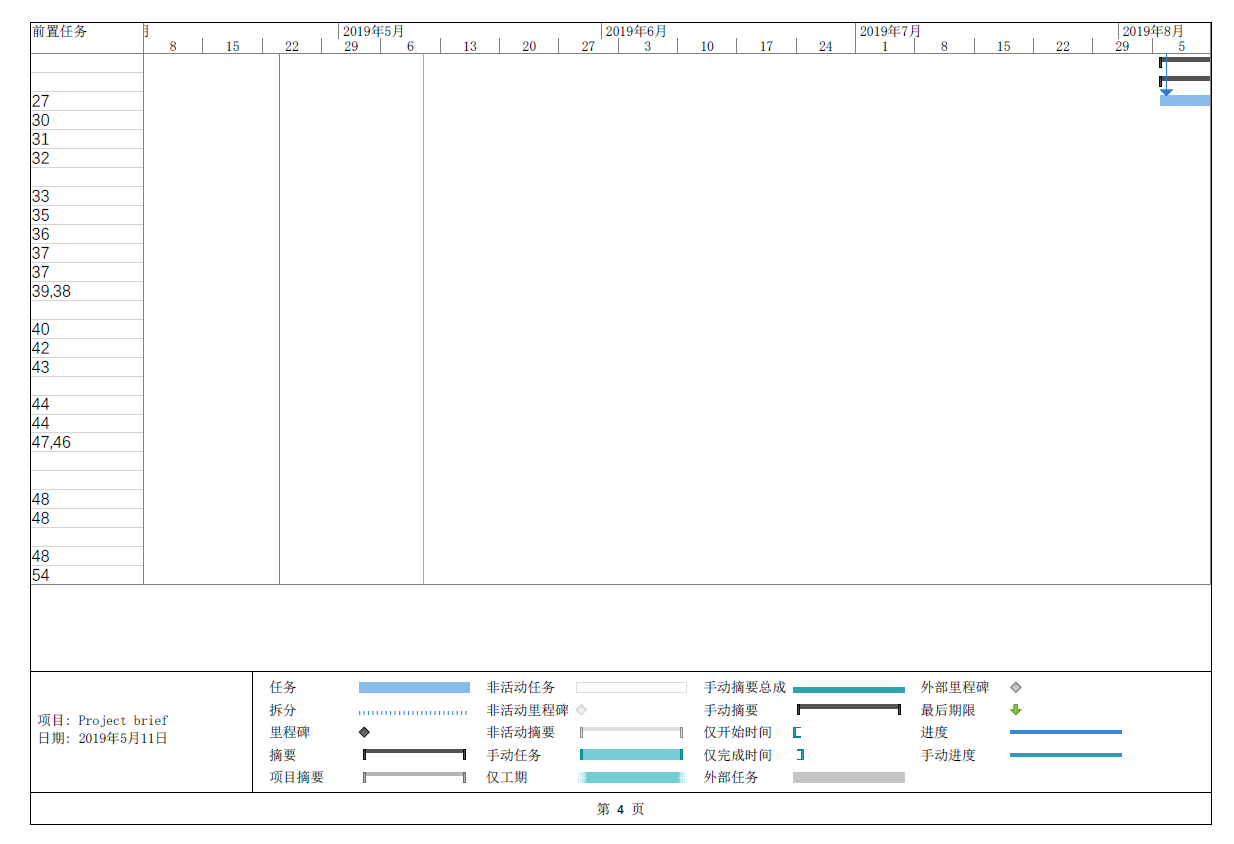 前置任务
月 2019年5月 2019年6月 2019年7月 2019年8月
8 15 22 29 6 13 20 27 3 10 17 24 1 8 15 22 29 5
27
30
31
32
33
35
36
37
37
39,38
40
42
43
44
44
47,46
48
48
48
54
任务 非活动任务 手动摘要总成 外部里程碑
拆分 非活动里程碑 手动摘要 最后期限
里程碑 非活动摘要 仅开始时间 进度
摘要 手动任务 仅完成时间 手动进度
项目摘要 仅工期 外部任务
项目: Project brief
日期: 2019年5月11日
第 4 页